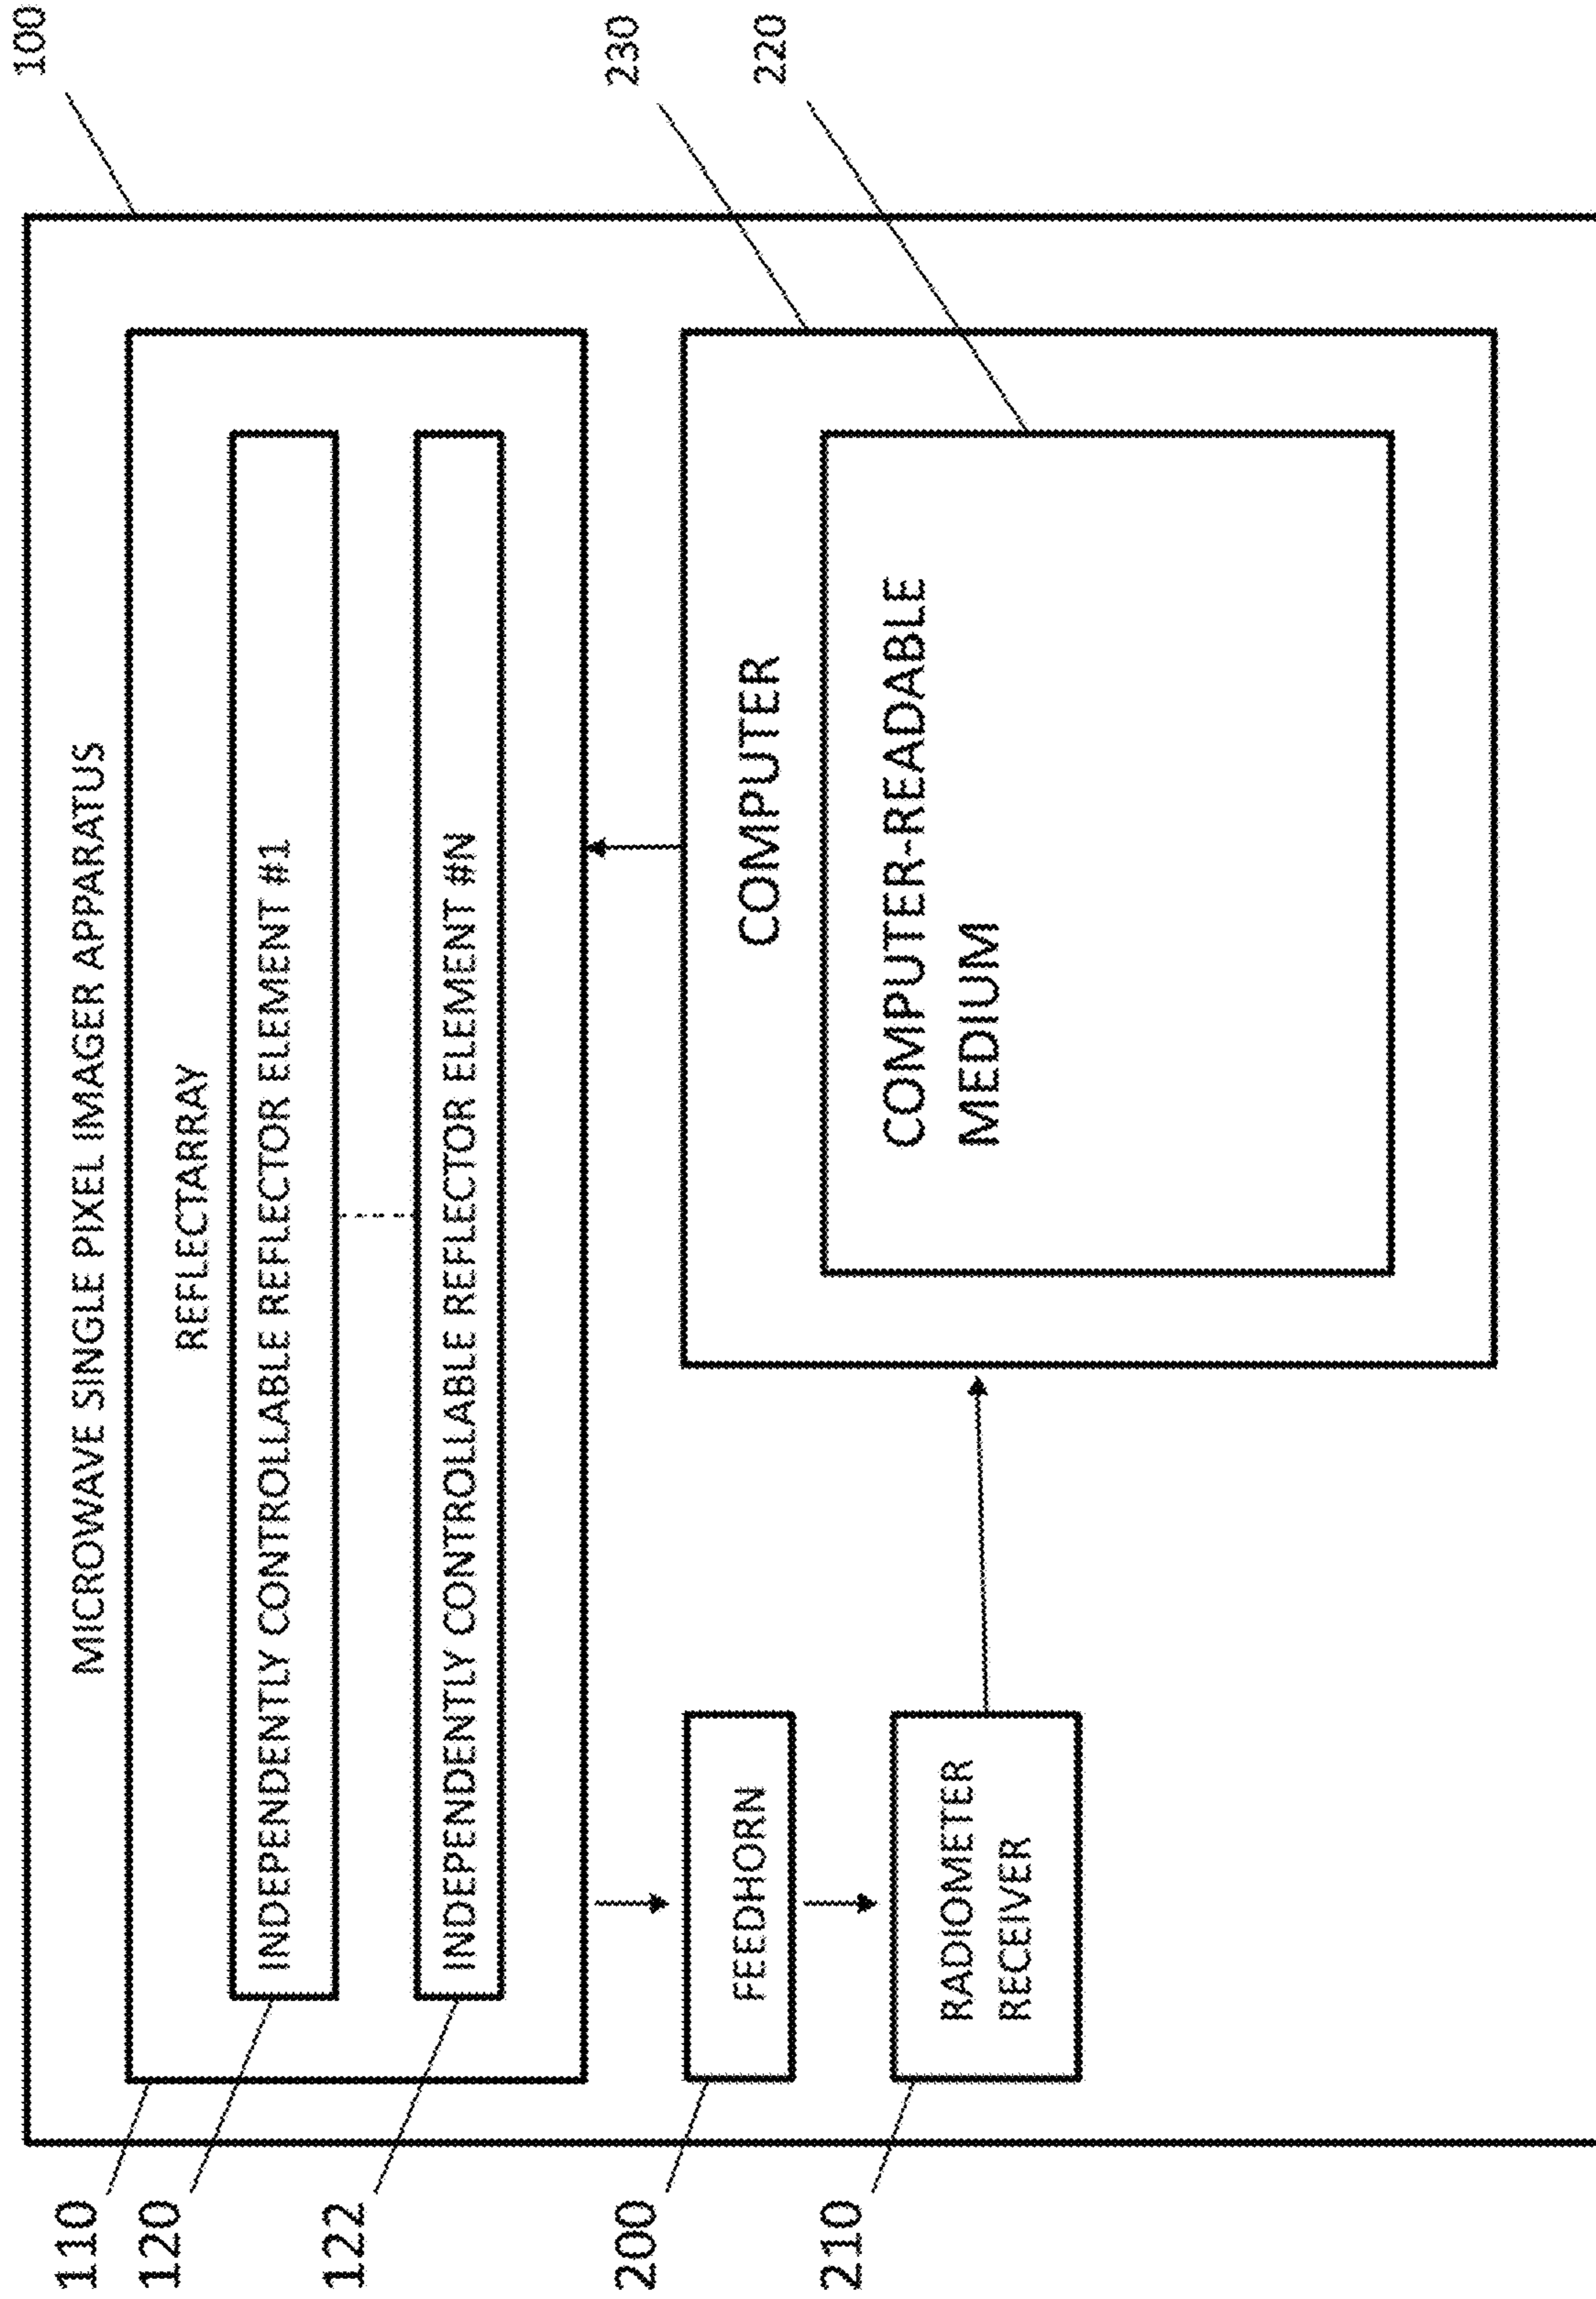 100
MICROWAVE SINGLE PIXEL IMAGER APPARATUS
110
REFLECTARRAY
120
INDEPENDENTLY CONTROLLABLE REFLECTOR ELEMENT #1
122
INDEPENDENTLY CONTROLLABLE REFLECTOR ELEMENT #N
230
220
200
FEEDHORN
COMPUTER
210
RADIOMETER
RECEIVER
COMPUTER-READABLE
MEDIUM